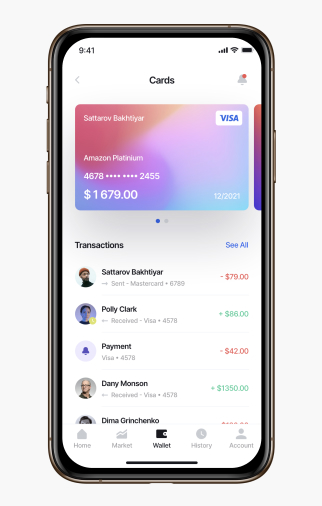 9:41
Cards
Sattarov Bakhtiyar
VISA
Amazon Platinium
4678 •••• •••• 2455
$ 1 679.00
12/2021
Transactions
See All
Sattarov Bakhtiyar
Sent - Mastercard • 6789
- $79.00
Polly Clark
Received - Visa • 4578
+ $86.00
Payment
Visa • 4578
- $42.00
Dany Monson
Received - Visa • 4578
+ $1350.00
Dima Grinchenko
Home
Market
Wallet
History
Account